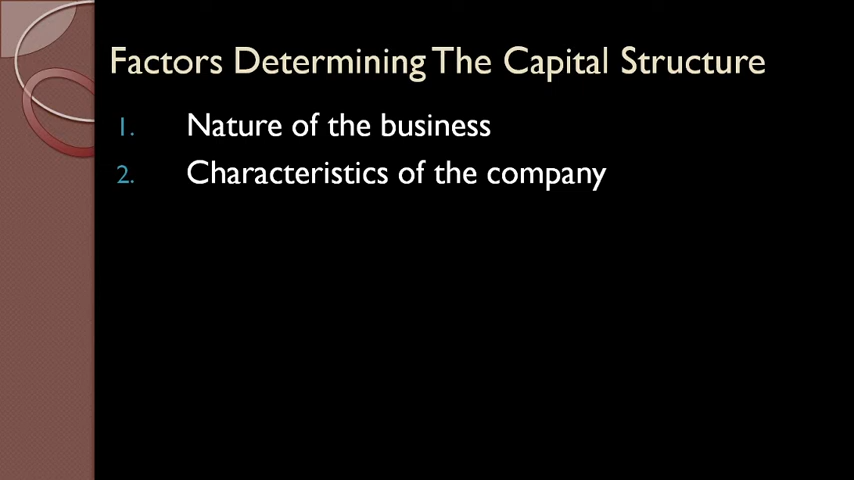 Factors Determining The Capital Structure
1. Nature of the business
2. Characteristics of the company